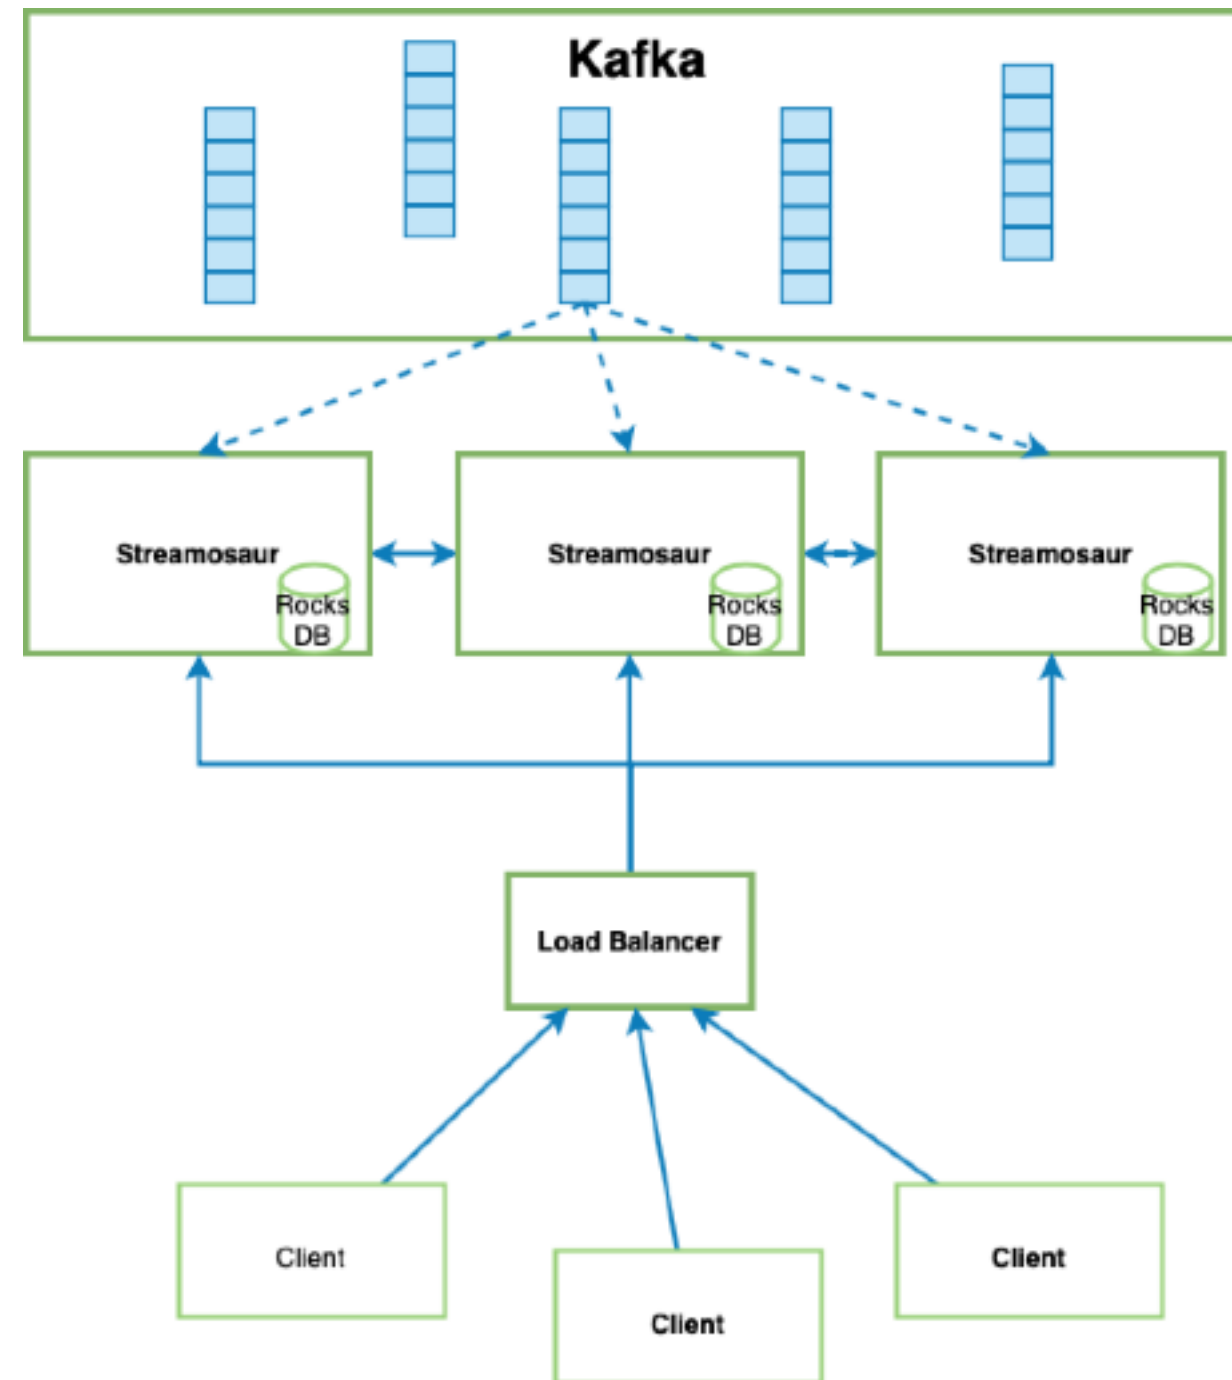 Kafka
Streamosaur
Rocks
DB
Streamosaur
Rocks
DB
Streamosaur
Rocks
DB
Load Balancer
Client
Client
Client